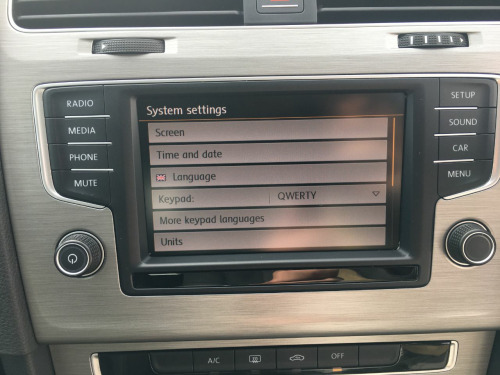 RADIO
MEDIA
PHONE
MUTE
System settings
Screen
Time and date
Language
Keypad: QWERTY
More keypad languages
Units
SETUP
SOUND
CAR
MENU
A/C
OFF